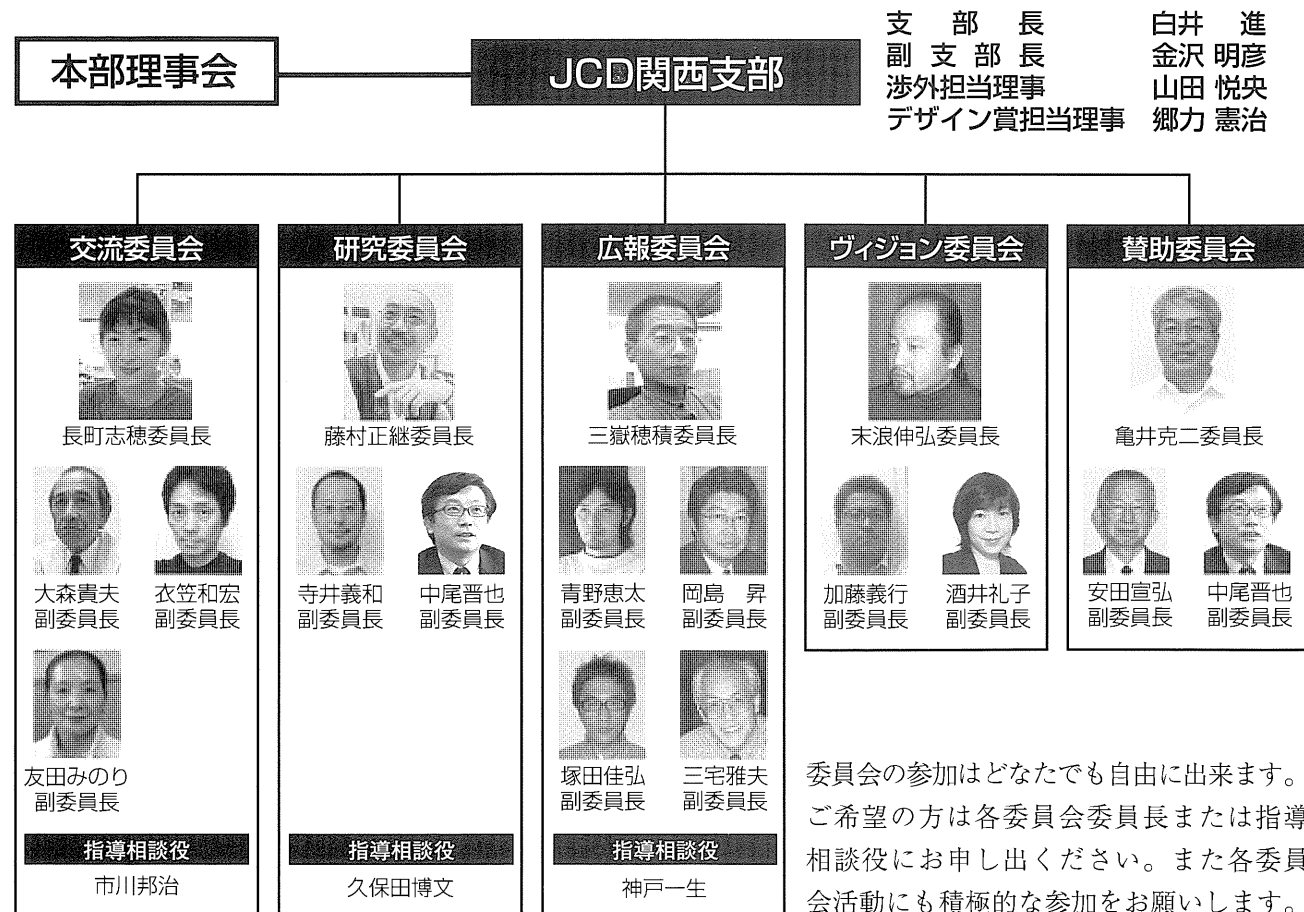 本部理事会
JCD関西支部
支部長 白井 進
副支部長 金沢 明彦
渉外担当理事 山田 悦央
デザイン賞担当理事 郷力 憲治
交流委員会
長町志穂委員長
大森貴夫 衣笠和宏
副委員長 副委員長
友田みのり
副委員長
指導相談役
市川邦治
研究委員会
藤村正継委員長
寺井義和 中尾晋也
副委員長 副委員長
指導相談役
久保田博文
広報委員会
三嶽穂積委員長
青野恵太 岡島 昇
副委員長 副委員長
塚田佳弘 三宅雅夫
副委員長 副委員長
指導相談役
神戸一生
ヴィジョン委員会
末浪伸弘委員長
加藤義行 酒井礼子
副委員長 副委員長
賛助委員会
亀井克二委員長
安田宣弘 中尾晋也
副委員長 副委員長
委員会の参加はどなたでも自由に出来ます。
ご希望の方は各委員会委員長または指導
相談役にお申し出ください。また各委員
会活動にも積極的な参加をお願いします。